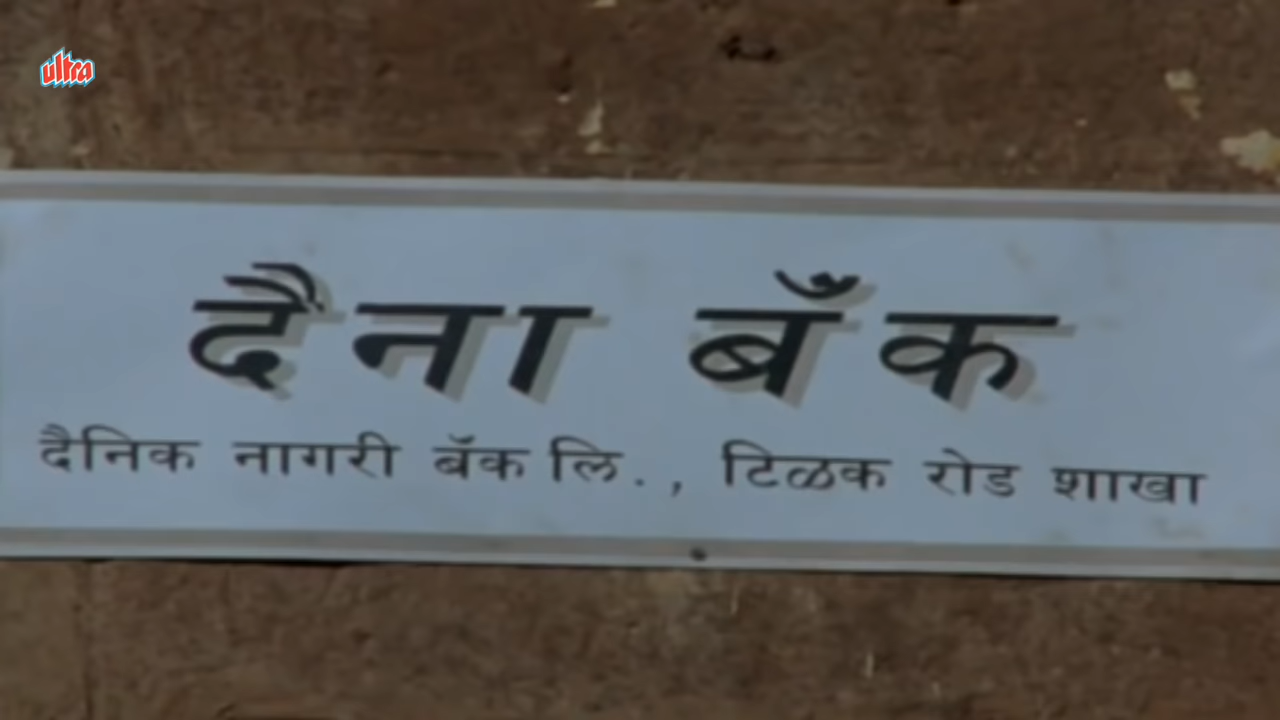 ultra
दैना बँक
दैनिक नागरी बॅंक लि., टिळक रोड शाखा